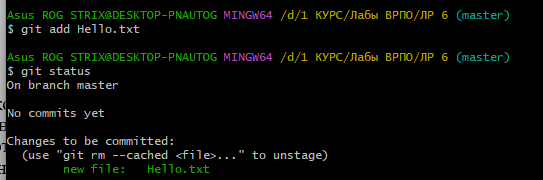 Asus ROG STRIX@DESKTOP-PNAUTOG MINGW64 /d/1 КУРС/Лабы ВРПО/ЛР 6 (master)
$ git add Hello.txt
Asus ROG STRIX@DESKTOP-PNAUTOG MINGW64 /d/1 КУРС/Лабы ВРПО/ЛР 6 (master)
$ git status
On branch master
No commits yet
Changes to be committed:
(use "git rm --cached <file>..." to unstage)
new file:   Hello.txt